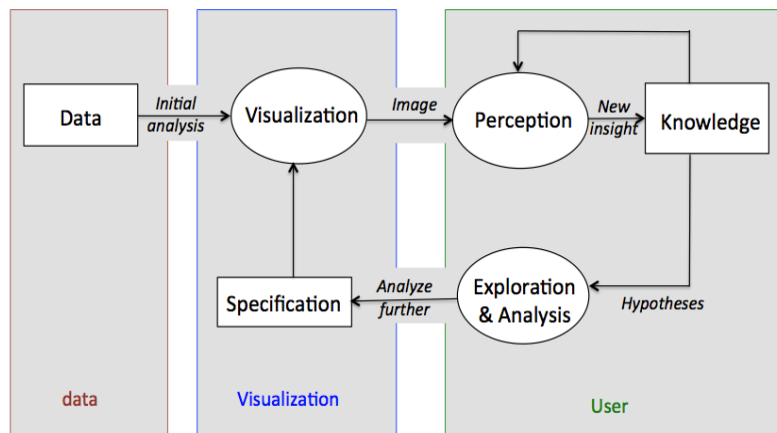 Data
Initial
analysis
Visualization
Image
Perception
New
insight
Knowledge
Specification
Analyze
further
Exploration
& Analysis
Hypotheses
data
Visualization
User